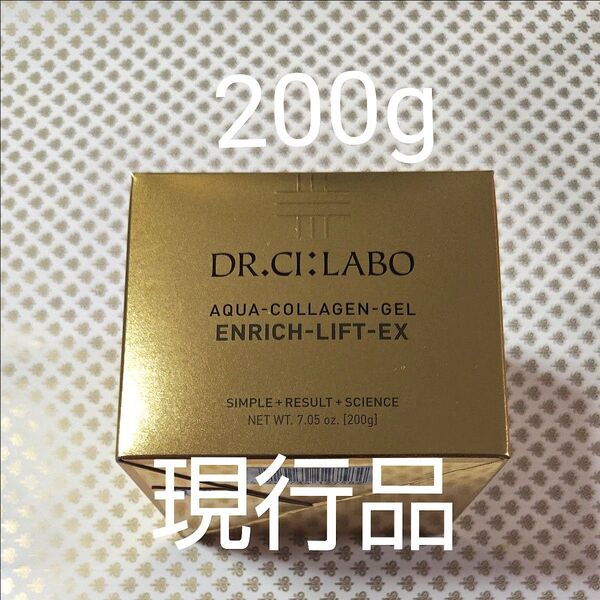 200g
DR.CI:LABO
AQUA-COLLAGEN-GEL
ENRICH-LIFT-EX
SIMPLE+RESULT+SCIENCE
NET WT. 7.05 oz. [200g]
現行品